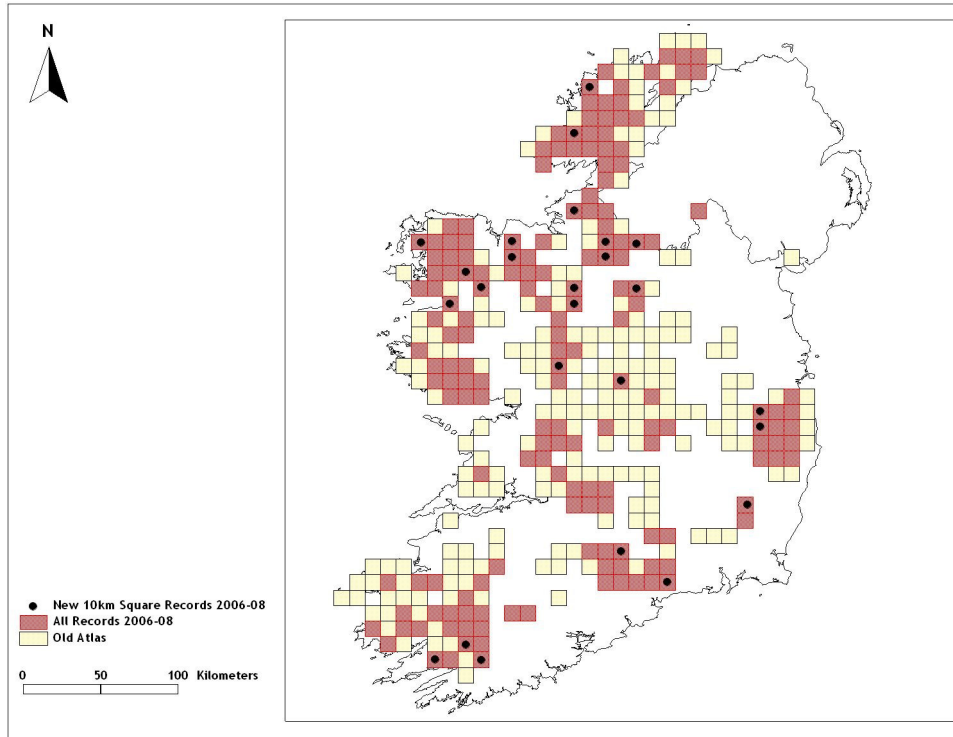 N
New 10km Square Records 2006-08
All Records 2006-08
Old Atlas
0 50 100 Kilometers